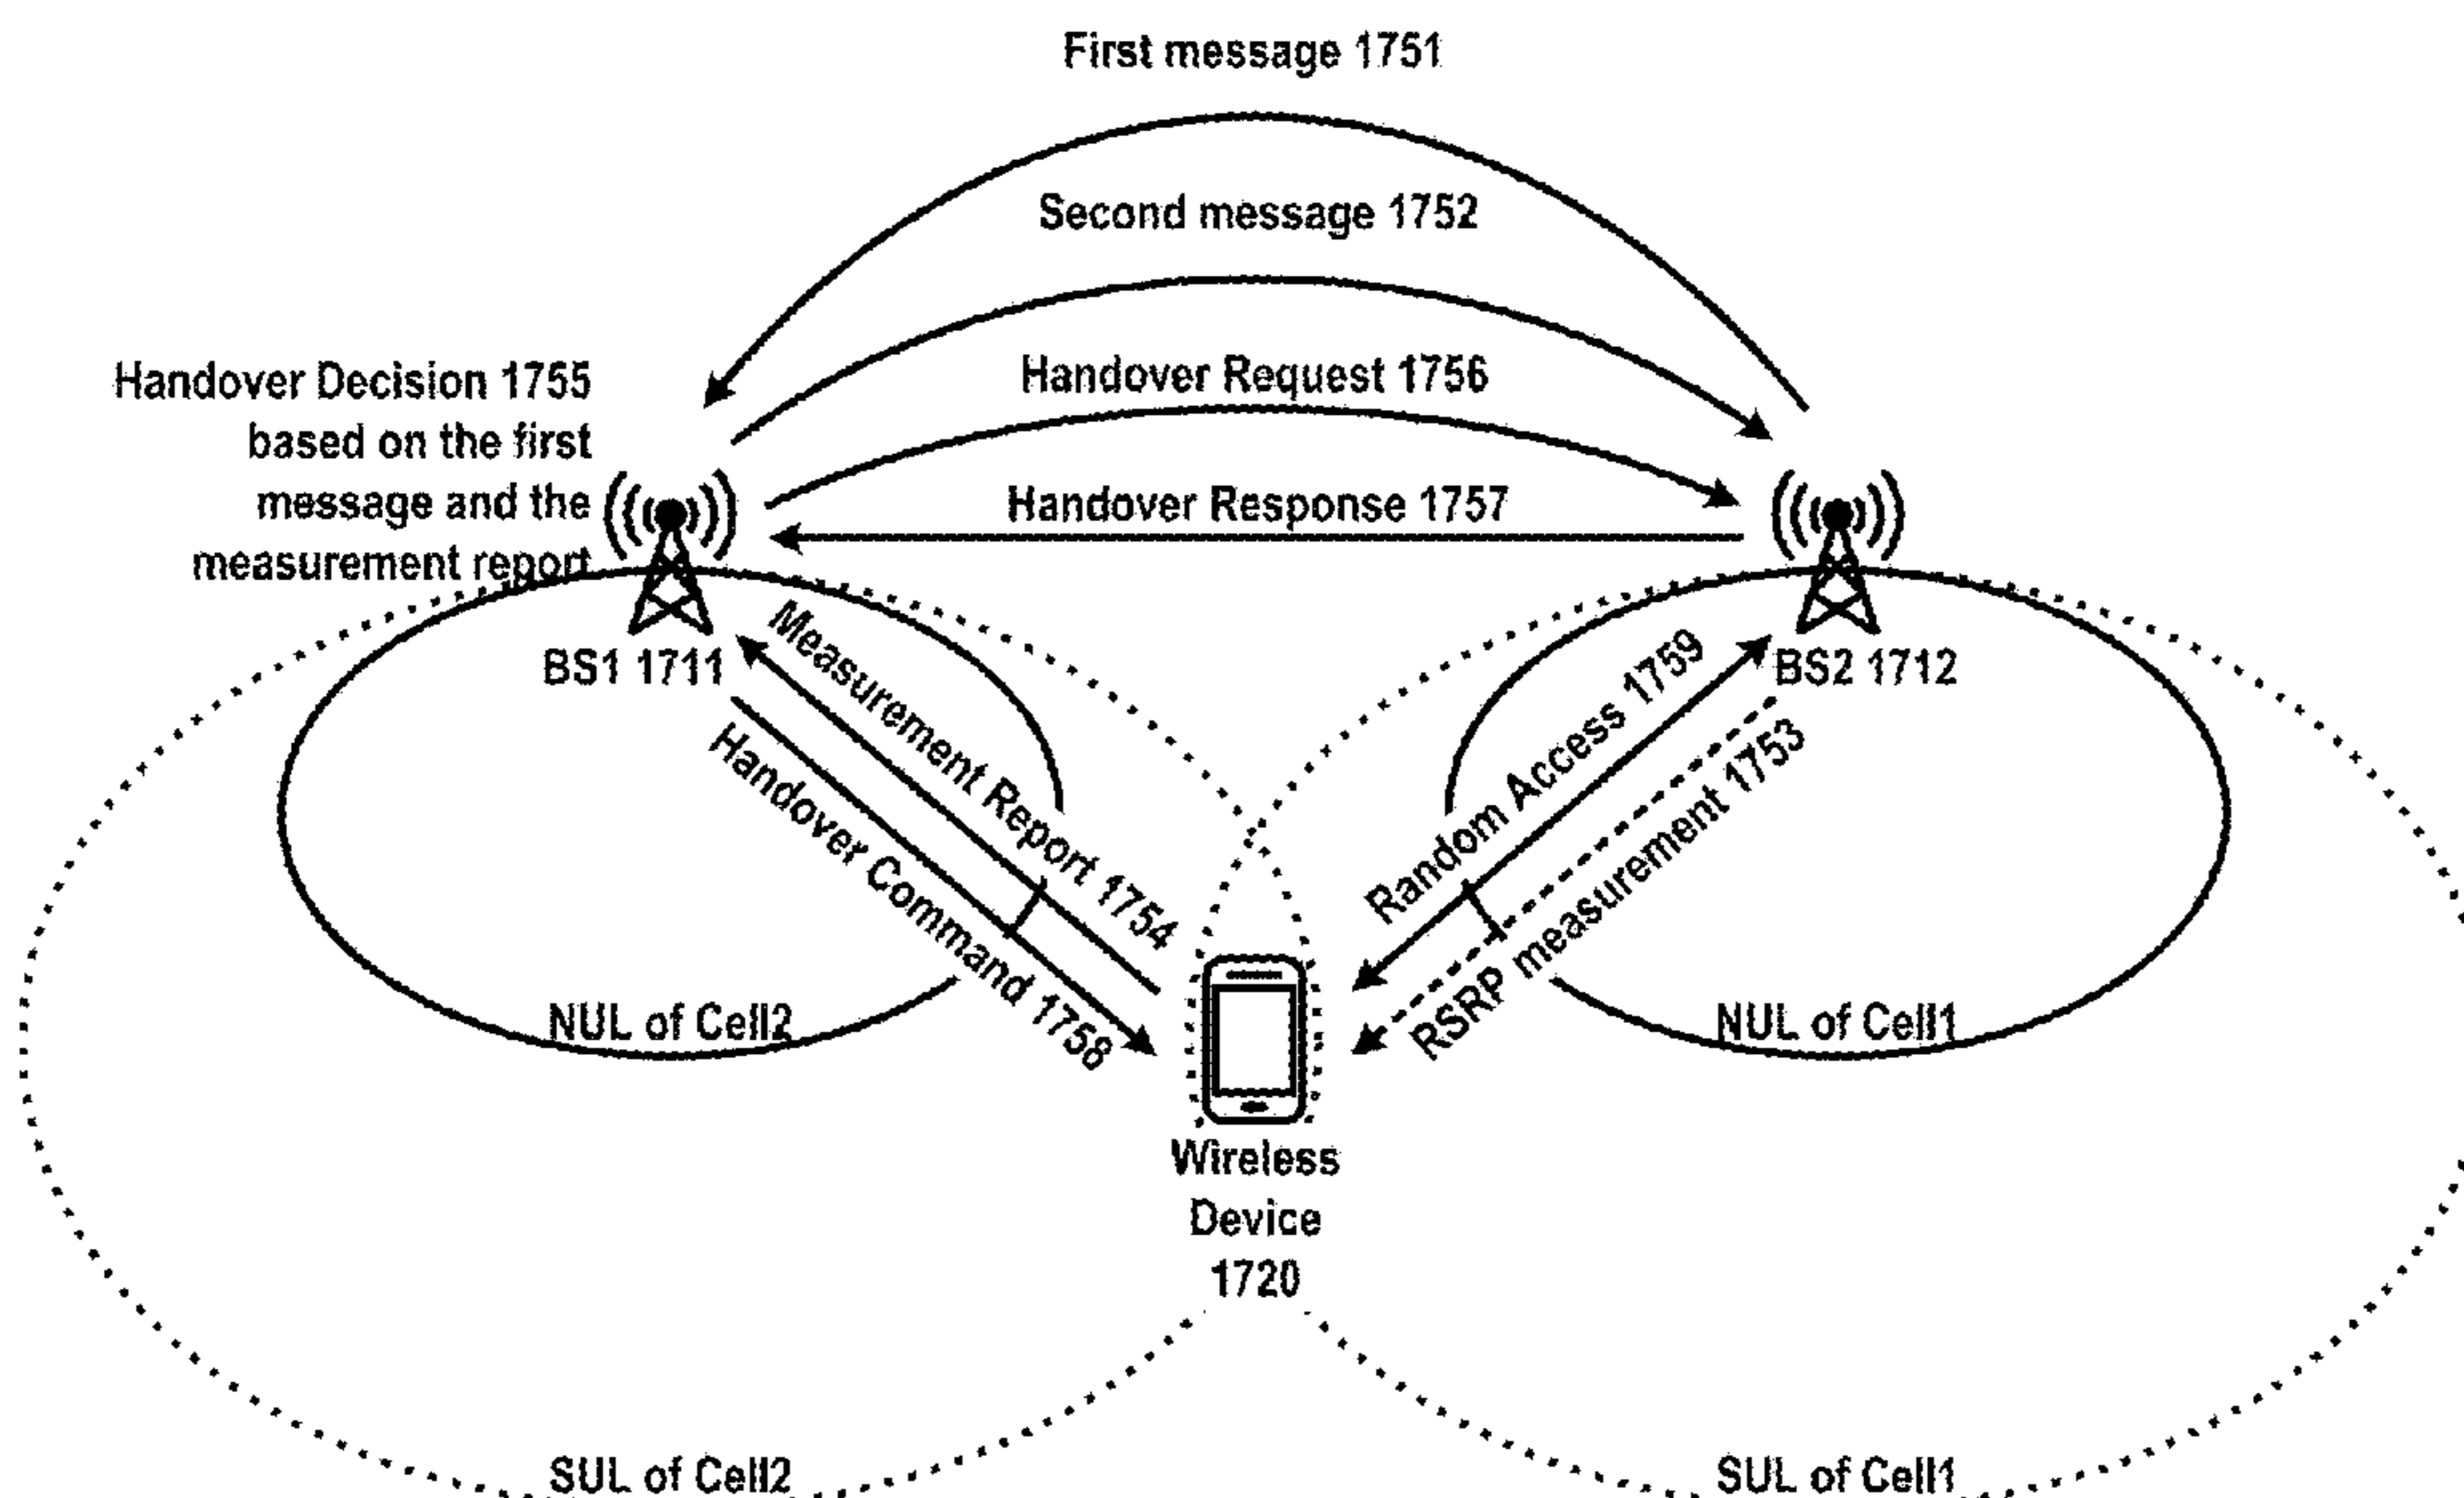 First message 1751
Second message 1752
Handover Request 1756
Handover Response 1757
Handover Decision 1755
based on the first
message and the
measurement report
BS1 1711
BS2 1712
Measurement Report 1754
Handover Command 1758
Random Access 1759
RSRP measurement 1753
NUL of Cell2
NUL of Cell1
Wireless
Device
1720
SUL of Cell2
SUL of Cell1